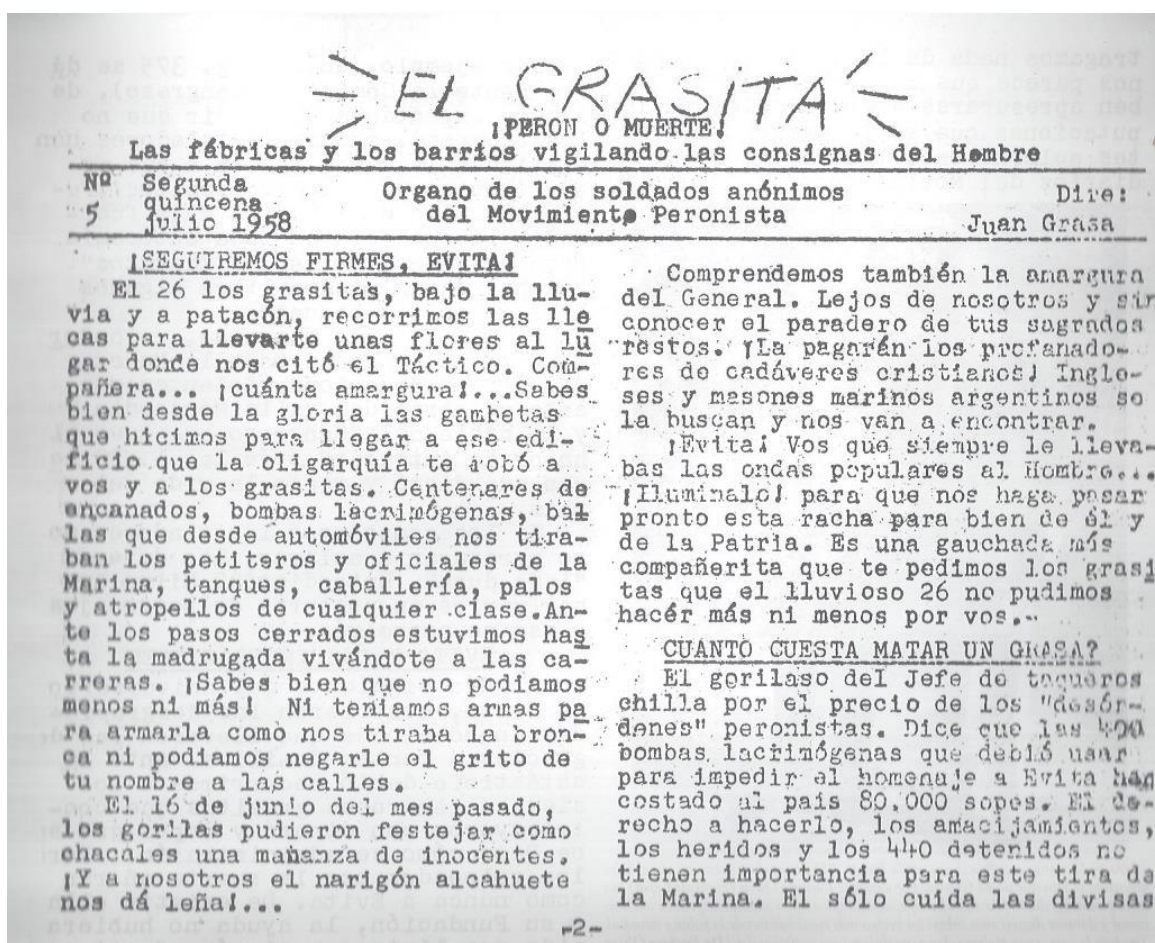 EL GRASITA
¡PERON O MUERTE!
Las fábricas y los barrios vigilando las consignas del Hombre
Nº 5
Segunda
quincena
julio 1958
Organo de los soldados anónimos
del Movimiento Peronista
Dire:
Juan Grasa
¡SEGUIREMOS FIRMES, EVITA!
El 26 los grasitas, bajo la llu-
via y a patacón, recorrimos las lle
cas para llevarte unas flores al lu
gar donde nos citó el Táctico. Com-
pañera... ¡cuánta amargura!...Sabes
bien desde la gloria las gambetas
que hicimos para llegar a ese edi-
ficio que la oligarquía te robó a
vos y a los grasitas. Centenares de
encanados, bombas lacrimógenas, bal
las que desde automóviles nos tira-
ban los petiteros y oficiales de la
Marina, tanques, caballería, palos
y atropellos de cualquier clase.An-
te los pasos cerrados estuvimos has
ta la madrugada vivándote a las ca-
rreras. ¡Sabes bien que no podiamos
menos ni más! Ni teniamos armas pa
ra armarla como nos tiraba la bron-
ca ni podiamos negarle el grito de
tu nombre a las calles.
El 16 de junio del mes pasado,
los gorilas pudieron festejar como
chacales una mañanza de inocentes.
¡Y a nosotros el narigón alcahuete
nos dá leña!...
Comprendemos también la amargura
del General. Lejos de nosotros y sin
conocer el paradero de tus sagrados
restos. ¡La pagarán los profanado-
res de cadáveres cristianos! Ingle-
ses y masones marinos argentinos se
la buscan y nos van a encontrar.
¡Evita! Vos que siempre le lleva-
bas las ondas populares al Hombre...
¡Iluminalo! para que nos haga pasar
pronto esta racha para bien de él y
de la Patria. Es una gauchada más
compañerita que te pedimos los grasi
tas que el lluvioso 26 no pudimos
hacér más ni menos por vos.-
CUANTO CUESTA MATAR UN GRASA?
El gorilaso del Jefe de taqueros
chilla por el precio de los "desór-
denes" peronistas. Dice que las 400
bombas lacrimógenas que debió usar
para impedir el homenaje a Evita han
costado al pais 80.000 sopes. El de-
recho a hacerlo, los amacijamientos,
los heridos y los 440 detenidos no
tienen importancia para este tira de
la Marina. El sólo cuida las divisas
-2-